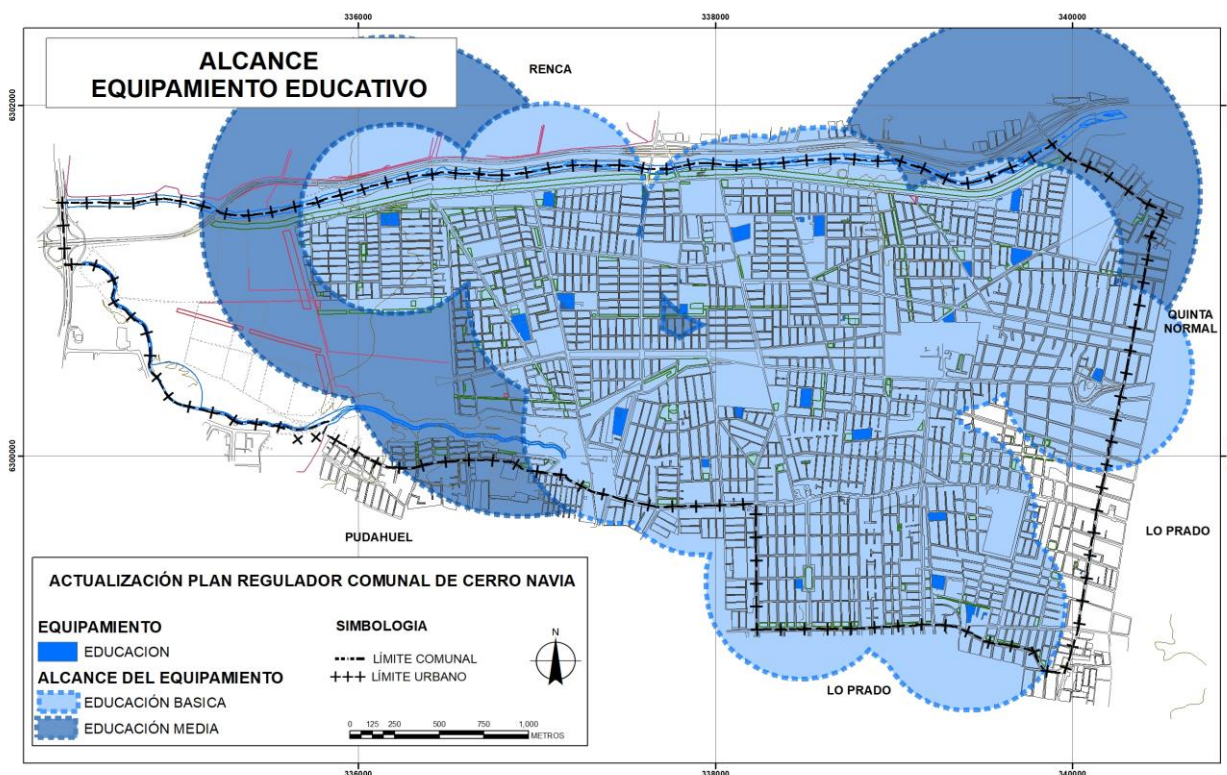 336000
338000
340000
ALCANCE
EQUIPAMIENTO EDUCATIVO
RENCA
6302000
QUINTA
NORMAL
6300000
PUDAHUEL
LO PRADO
LO PRADO
ACTUALIZACIÓN PLAN REGULADOR COMUNAL DE CERRO NAVIA
EQUIPAMIENTO
EDUCACION
ALCANCE DEL EQUIPAMIENTO
EDUCACIÓN BASICA
EDUCACIÓN MEDIA
SIMBOLOGIA
LÍMITE COMUNAL
LÍMITE URBANO
N
0 125 250 500 750 1,000
METROS
336000
338000
340000